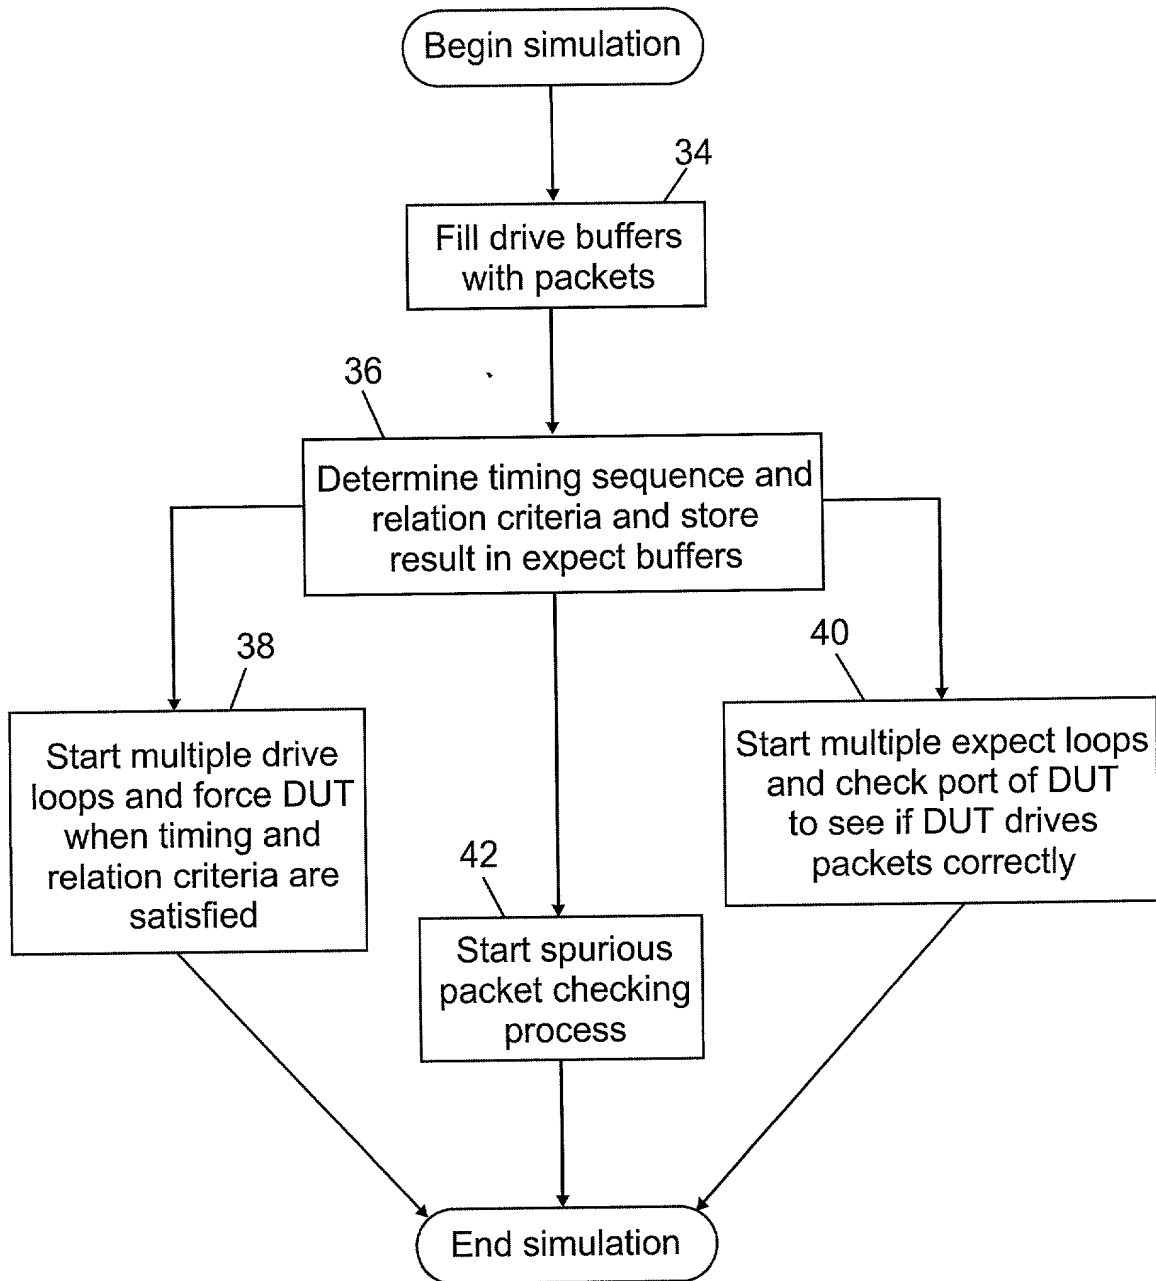 Begin simulation
34
Fill drive buffers
with packets
36
Determine timing sequence and
relation criteria and store
result in expect buffers
38
Start multiple drive
loops and force DUT
when timing and
relation criteria are
satisfied
42
Start spurious
packet checking
process
40
Start multiple expect loops
and check port of DUT
to see if DUT drives
packets correctly
End simulation